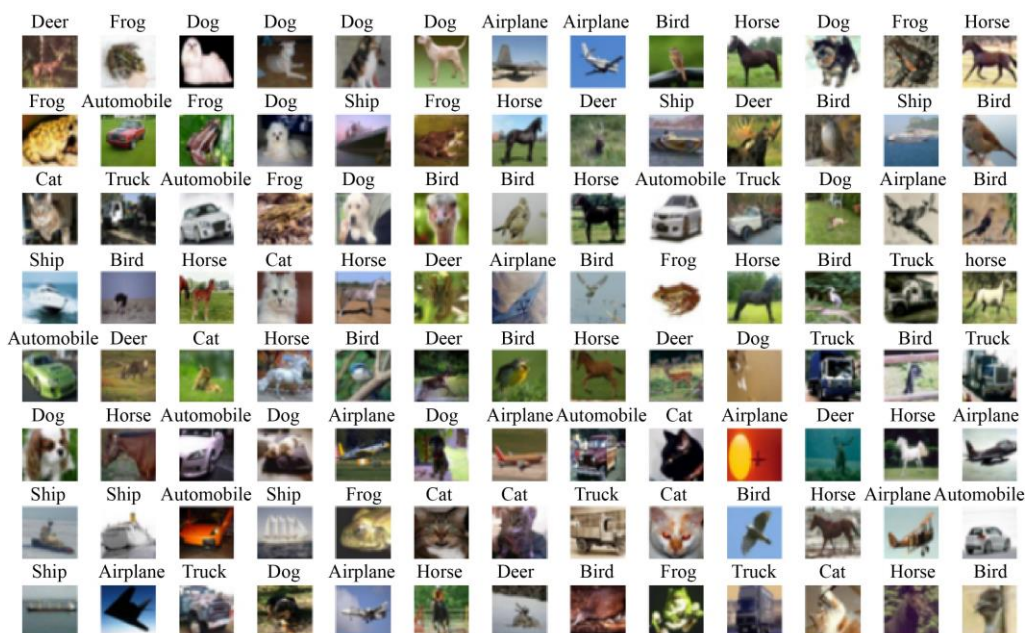 Deer Frog Dog Dog Dog Dog Airplane Airplane Bird Horse Dog Frog Horse
Frog Automobile Frog Dog Ship Frog Horse Deer Ship Deer Bird Ship Bird
Cat Truck Automobile Frog Dog Bird Bird Horse Automobile Truck Dog Airplane Bird
Ship Bird Horse Cat Horse Deer Airplane Bird Frog Horse Bird Truck horse
Automobile Deer Cat Horse Bird Deer Bird Horse Deer Dog Truck Bird Truck
Dog Horse Automobile Dog Airplane Dog Airplane Automobile Cat Airplane Deer Horse Airplane
Ship Ship Automobile Ship Frog Cat Cat Truck Cat Bird Horse Airplane Automobile
Ship Airplane Truck Dog Airplane Horse Deer Bird Frog Truck Cat Horse Bird